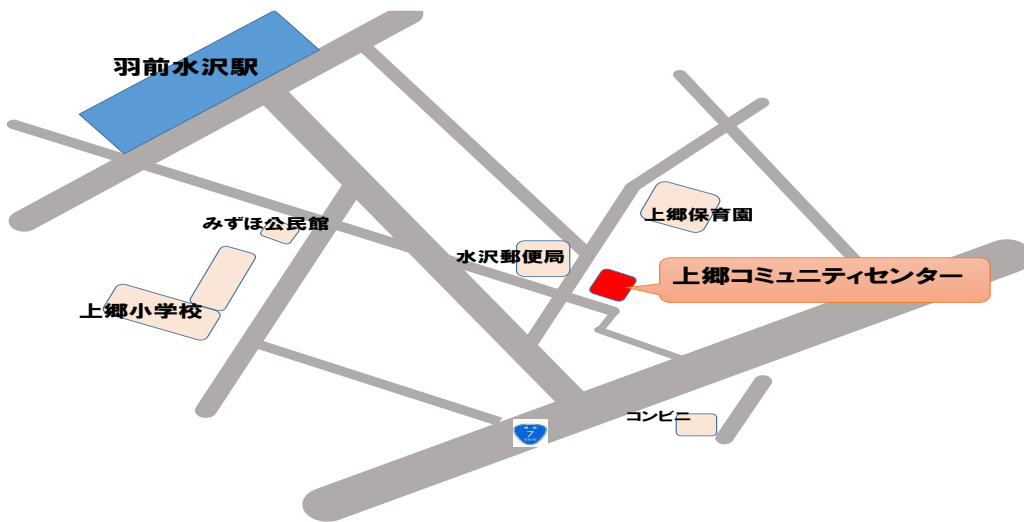 羽前水沢駅
みずほ公民館
上郷保育園
水沢郵便局
上郷コミュニティセンター
上郷小学校
コンビニ
7